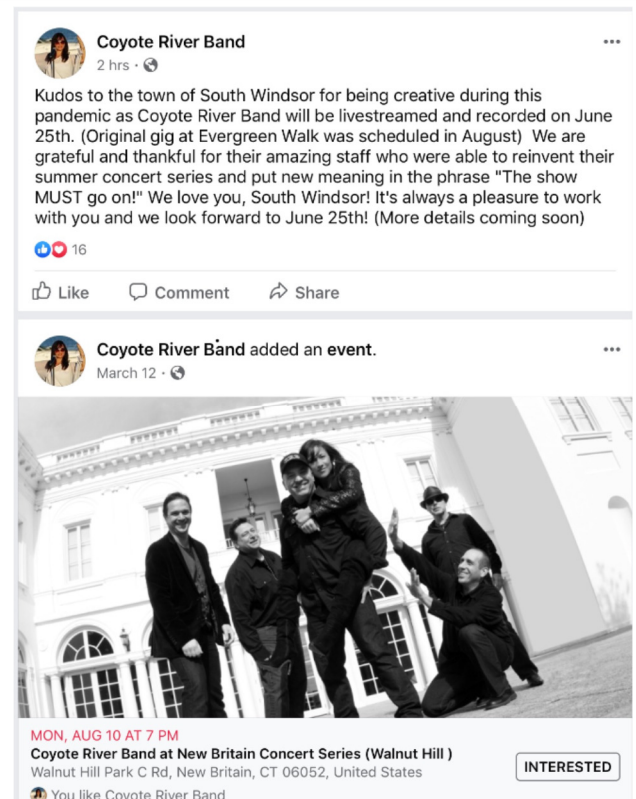 Coyote River Band
2 hrs ·
Kudos to the town of South Windsor for being creative during this
pandemic as Coyote River Band will be livestreamed and recorded on June
25th. (Original gig at Evergreen Walk was scheduled in August) We are
grateful and thankful for their amazing staff who were able to reinvent their
summer concert series and put new meaning in the phrase "The show
MUST go on!" We love you, South Windsor! It's always a pleasure to work
with you and we look forward to June 25th! (More details coming soon)
16
Like Comment Share
Coyote River Band added an event.
March 12 ·
MON, AUG 10 AT 7 PM
Coyote River Band at New Britain Concert Series (Walnut Hill )
Walnut Hill Park C Rd, New Britain, CT 06052, United States
INTERESTED
You like Coyote River Band